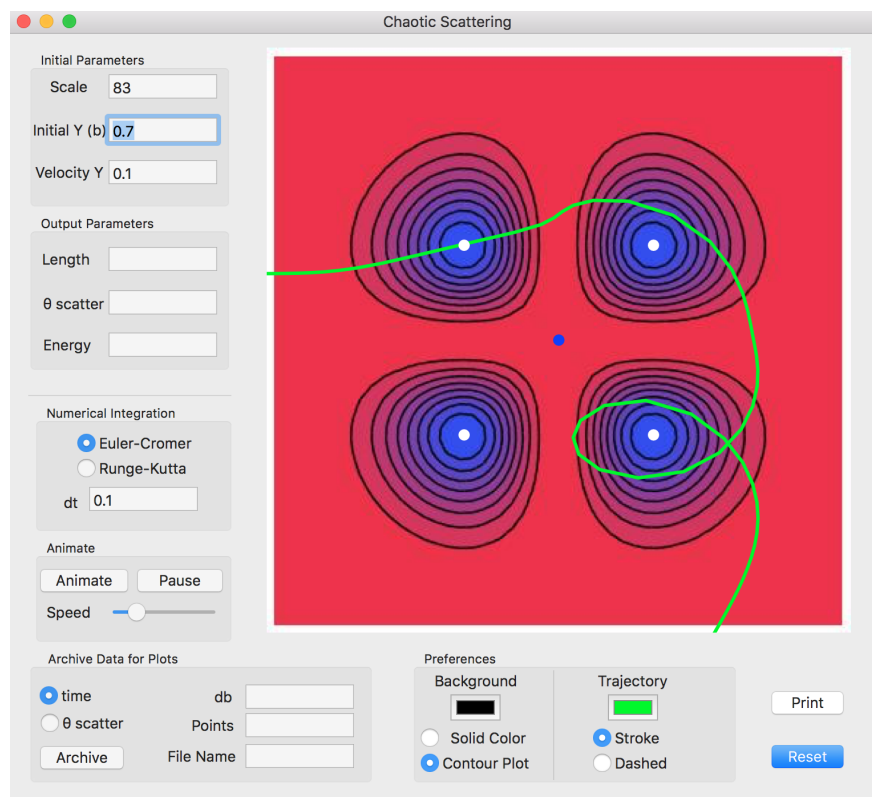 Chaotic Scattering
Initial Parameters
Scale 83
Initial Y (b) 0.7
Velocity Y 0.1
Output Parameters
Length
θ scatter
Energy
Numerical Integration
Euler-Cromer
Runge-Kutta
dt 0.1
Animate
Animate Pause
Speed
Archive Data for Plots
time db
θ scatter Points
Archive File Name
Preferences
Background Trajectory
Solid Color Stroke
Contour Plot Dashed
Print
Reset